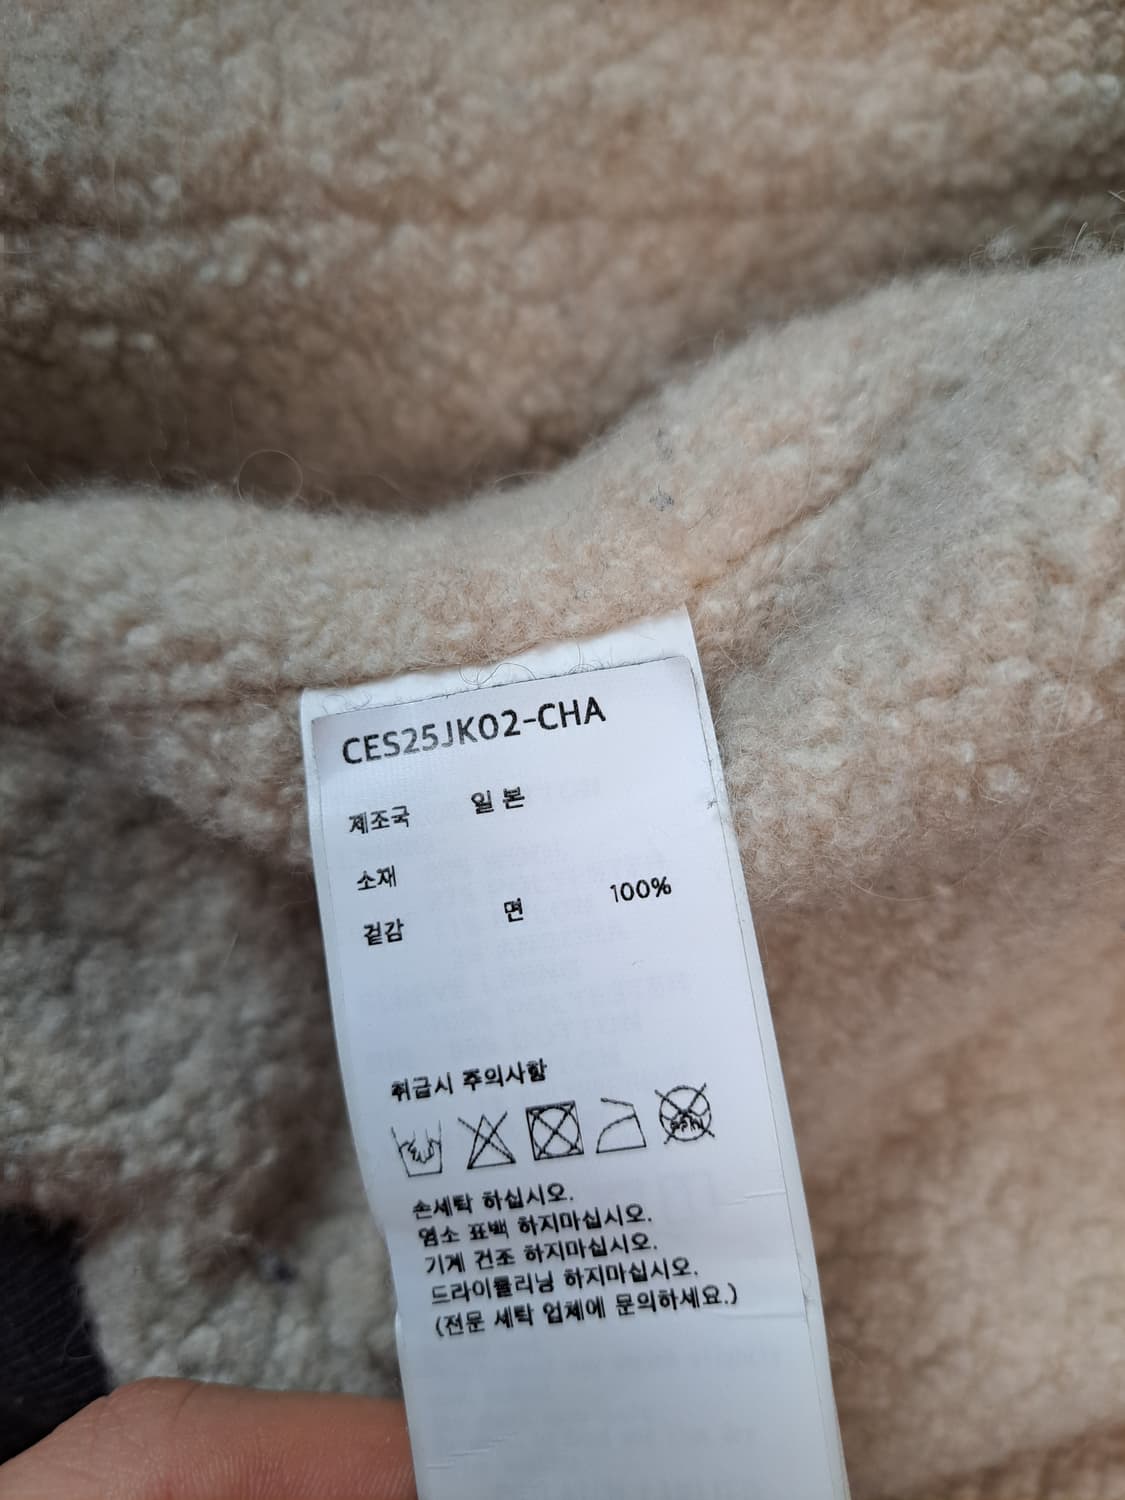 CES25JK02-CHA
제조국 일본
소재
겉감 면 100%
취급시 주의사항
손세탁 하십시오.
염소 표백 하지마십시오.
기계 건조 하지마십시오.
드라이클리닝 하지마십시오.
(전문 세탁 업체에 문의하세요.)